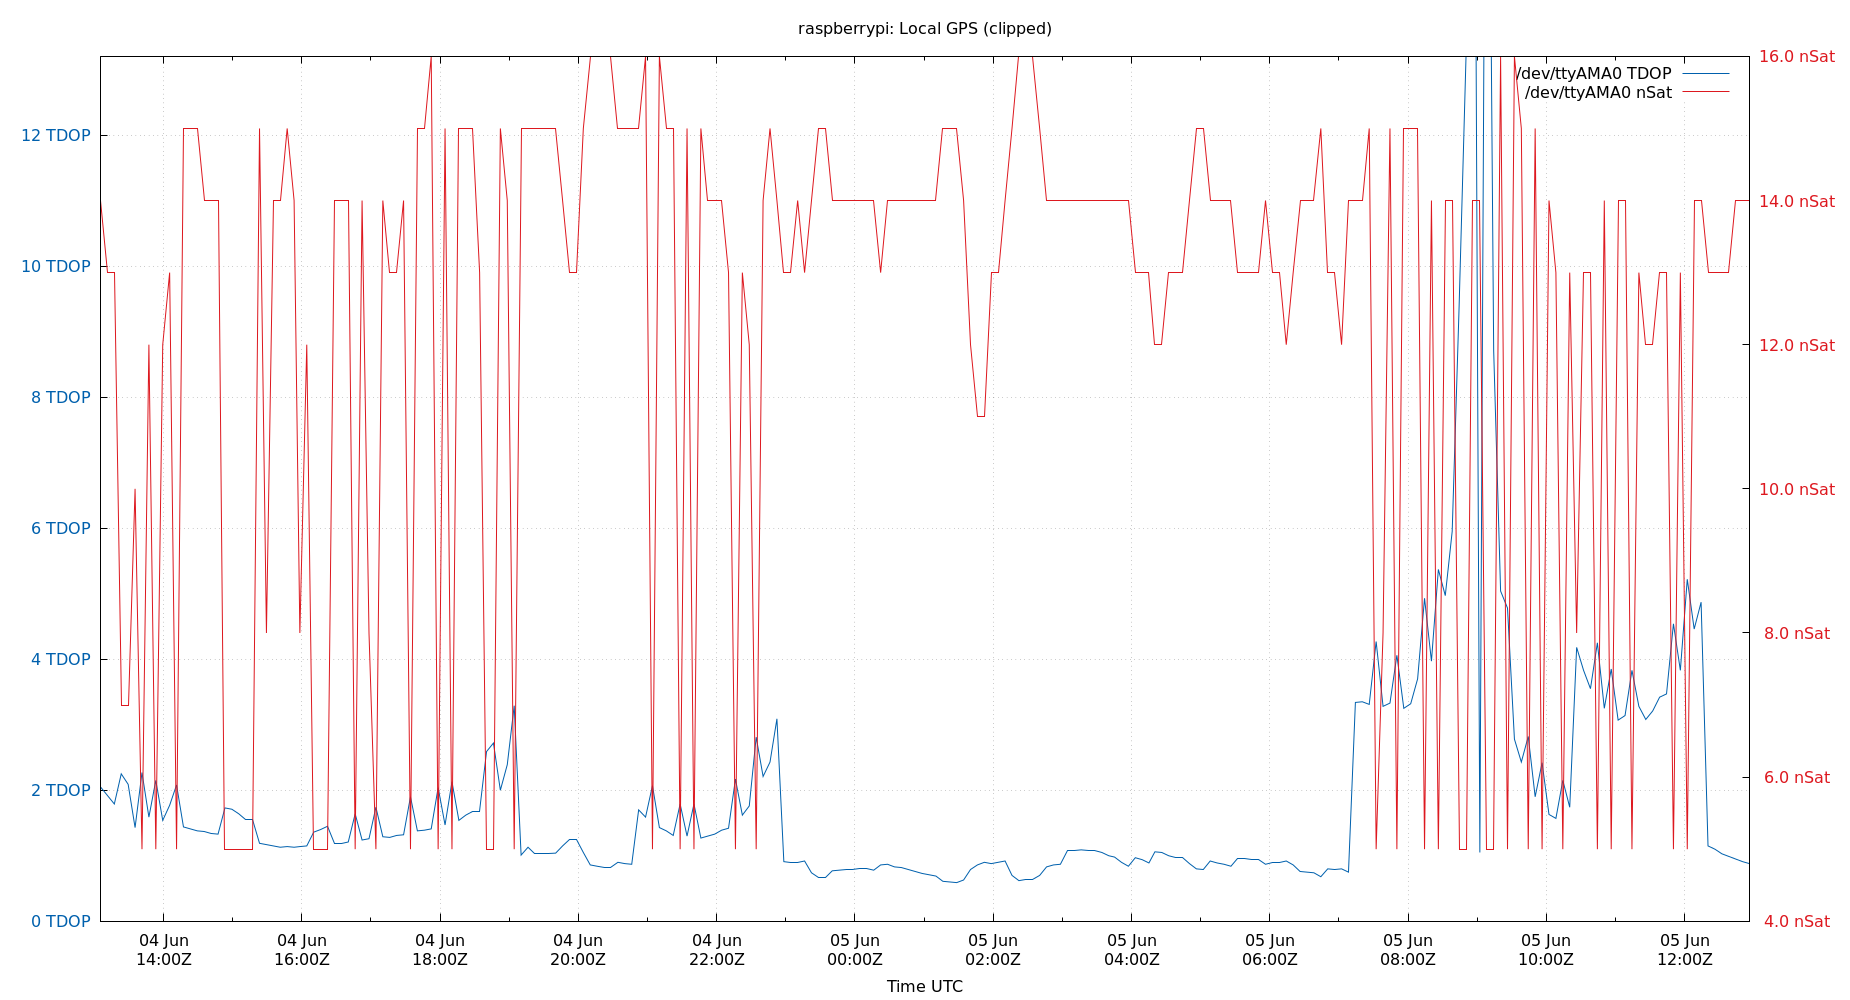 raspberrypi: Local GPS (clipped)
16.0 nSat
/dev/ttyAMA0 TDOP
/dev/ttyAMA0 nSat
12 TDOP
14.0 nSat
10 TDOP
12.0 nSat
8 TDOP
10.0 nSat
6 TDOP
8.0 nSat
4 TDOP
6.0 nSat
2 TDOP
0 TDOP
4.0 nSat
04 Jun 04 Jun 04 Jun 04 Jun 04 Jun 05 Jun 05 Jun 05 Jun 05 Jun 05 Jun 05 Jun 05 Jun
14:00Z 16:00Z 18:00Z 20:00Z 22:00Z 00:00Z 02:00Z 04:00Z 06:00Z 08:00Z 10:00Z 12:00Z
Time UTC